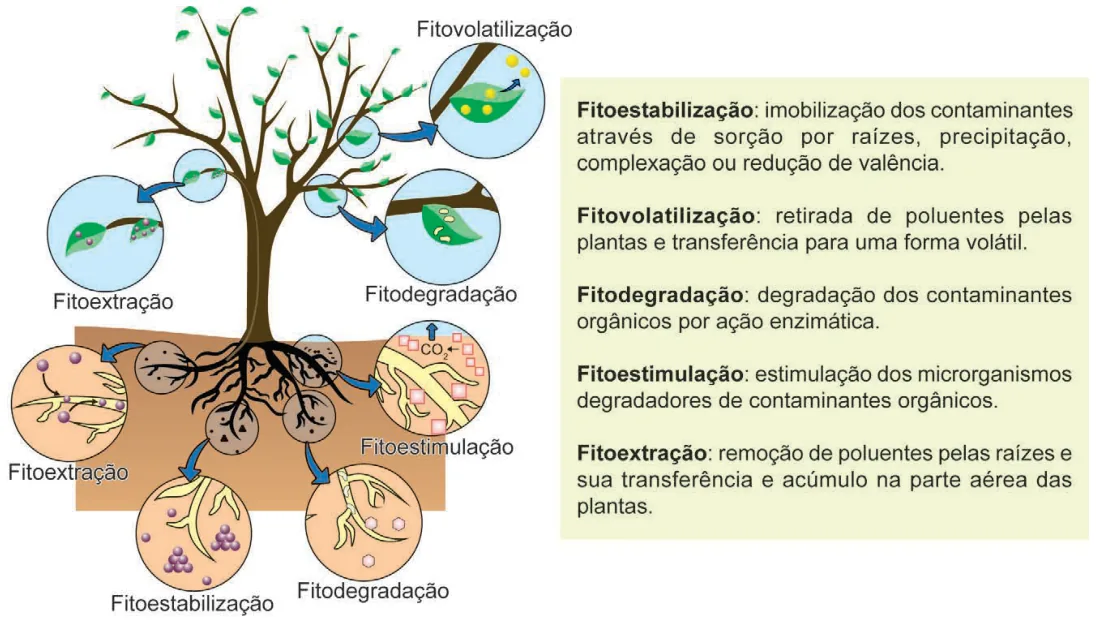 Fitovolatilização
Fitoextração
Fitodegradação
CO2
Fitoextração
Fitoestimulação
Fitoestabilização
Fitodegradação
Fitoestabilização: imobilização dos contaminantes
através de sorção por raízes, precipitação,
complexação ou redução de valência.
Fitovolatilização: retirada de poluentes pelas
plantas e transferência para uma forma volátil.
Fitodegradação: degradação dos contaminantes
orgânicos por ação enzimática.
Fitoestimulação: estimulação dos microrganismos
degradadores de contaminantes orgânicos.
Fitoextração: remoção de poluentes pelas raízes e
sua transferência e acúmulo na parte aérea das
plantas.